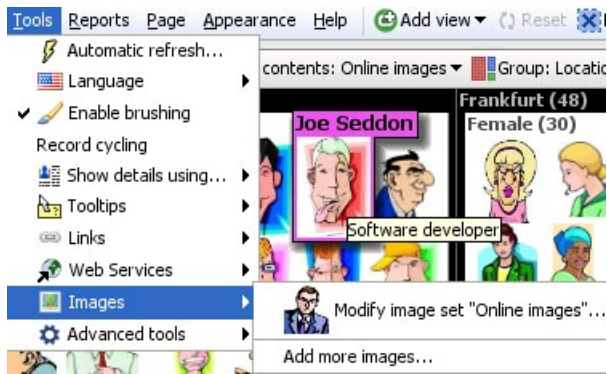 Tools Reports Page Appearance Help Add view Reset
Automatic refresh...
contents: Online images Group: Locatio
Language
Enable brushing
Frankfurt (48)
Joe Seddon
Female (30)
Record cycling
Show details using...
Tooltips
Software developer
Links
Web Services
Images
Modify image set "Online images"...
Advanced tools
Add more images...